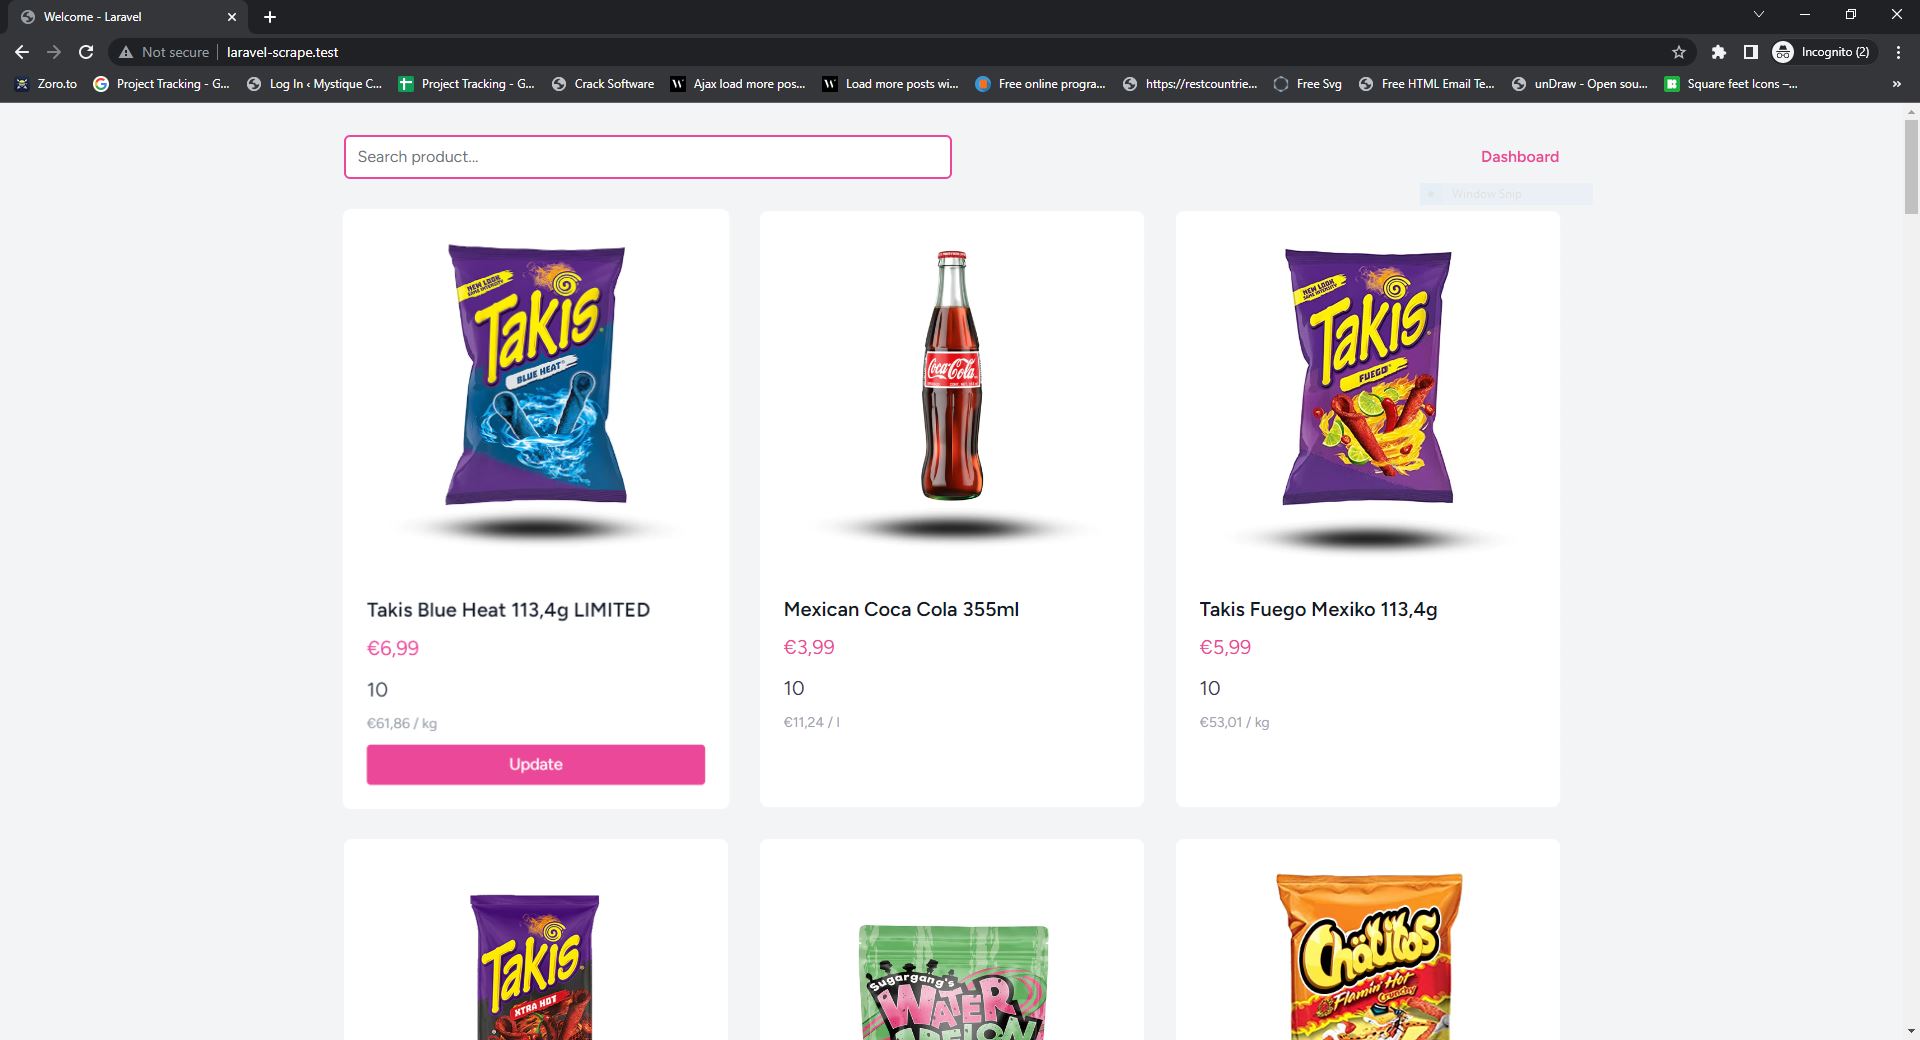 Welcome - Laravel
Not secure laravel-scrape.test Incognito (2)
Zoro.to Project Tracking - G... Log In ‹ Mystique C... Project Tracking - G... Crack Software W Ajax load more pos... W Load more posts wi... Free online progra... https://restcountrie... Free Svg Free HTML Email Te... unDraw - Open sou... Square feet Icons –... »
Search product...
Dashboard
Window Snip
NEW LOOK
SAME INTENSITY
Takis
BLUE HEAT
Coca-Cola
NEW LOOK
SAME INTENSITY
Takis
FUEGO
Takis Blue Heat 113,4g LIMITED
€6,99
10
€61,86 / kg
Update
Mexican Coca Cola 355ml
€3,99
10
€11,24 / l
Takis Fuego Mexiko 113,4g
€5,99
10
€53,01 / kg
Takis
XTRA HOT
Sugargang's
WATER
MELON
Flamin' Hot
Crunchy